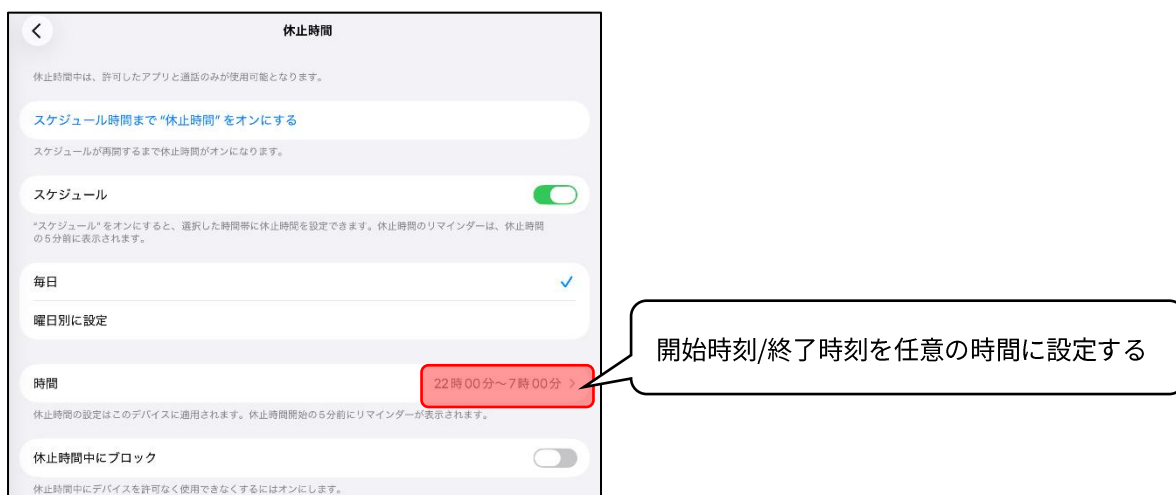 休止時間
休止時間中は、許可したアプリと通話のみが使用可能となります。
スケジュール時間まで “休止時間” をオンにする
スケジュールが再開するまで休止時間がオンになります。
スケジュール
“スケジュール” をオンにすると、選択した時間帯に休止時間を設定できます。休止時間のリマインダーは、休止時間
の5分前に表示されます。
毎日
曜日別に設定
時間
22時00分～7時00分
休止時間の設定はこのデバイスに適用されます。休止時間開始の5分前にリマインダーが表示されます。
休止時間中にブロック
休止時間中にデバイスを許可なく使用できなくするにはオンにします。
開始時刻/終了時刻を任意の時間に設定する